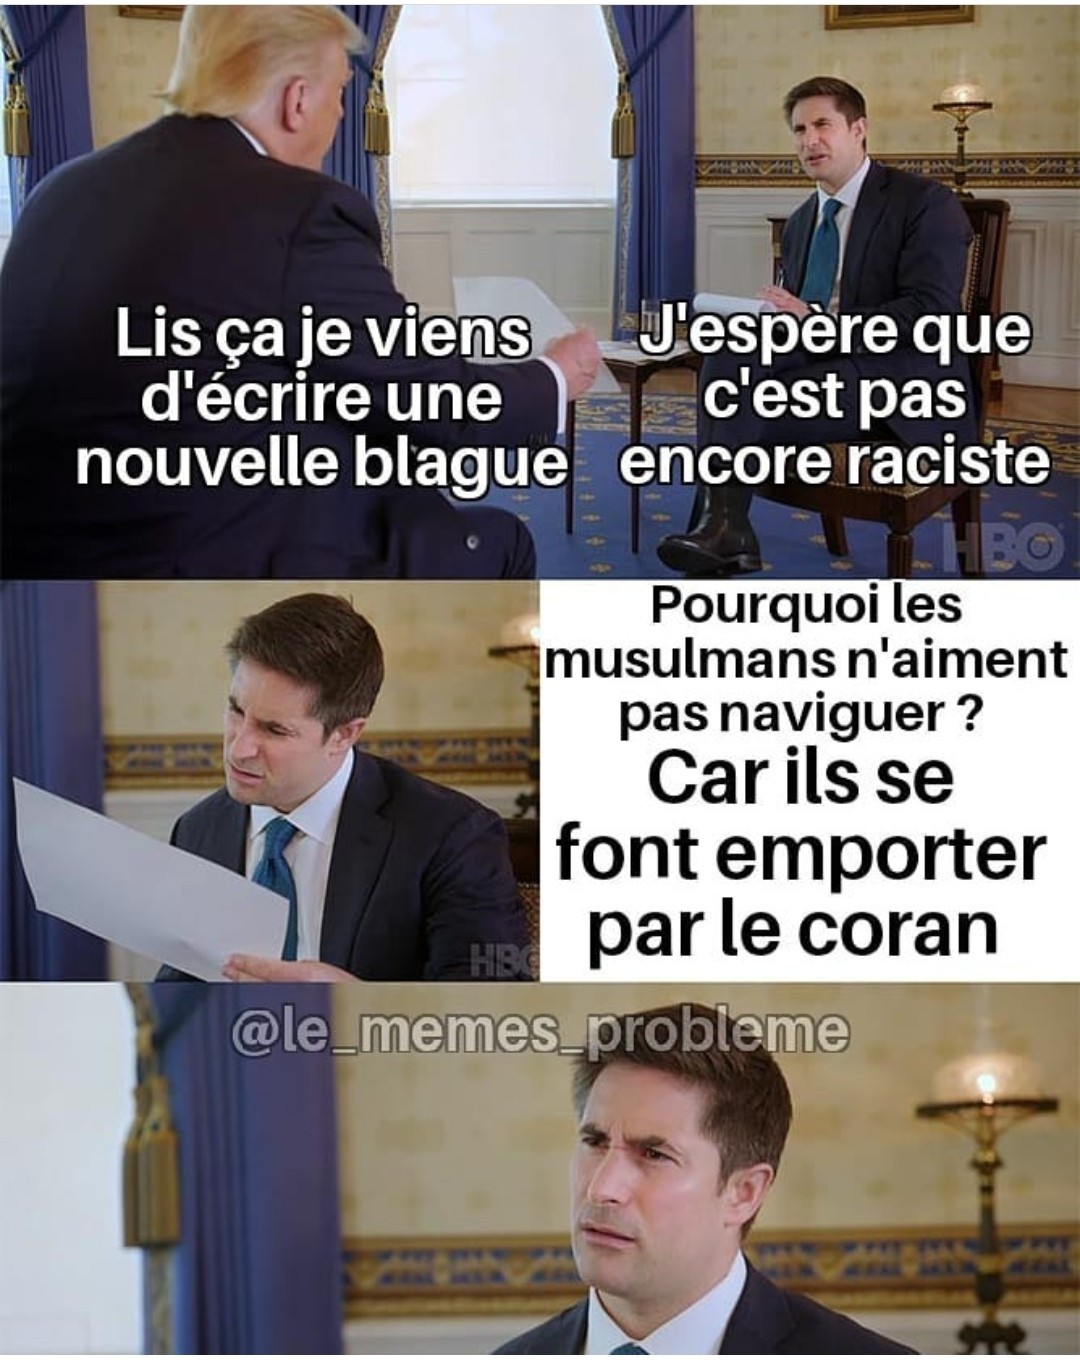 Lis ça je viens
d'écrire une
nouvelle blague
J'espère que
c'est pas
encore raciste
HBO
Pourquoi les
musulmans n'aiment
pas naviguer ?
Car ils se
font emporter
par le coran
HBO
@le_memes_probleme